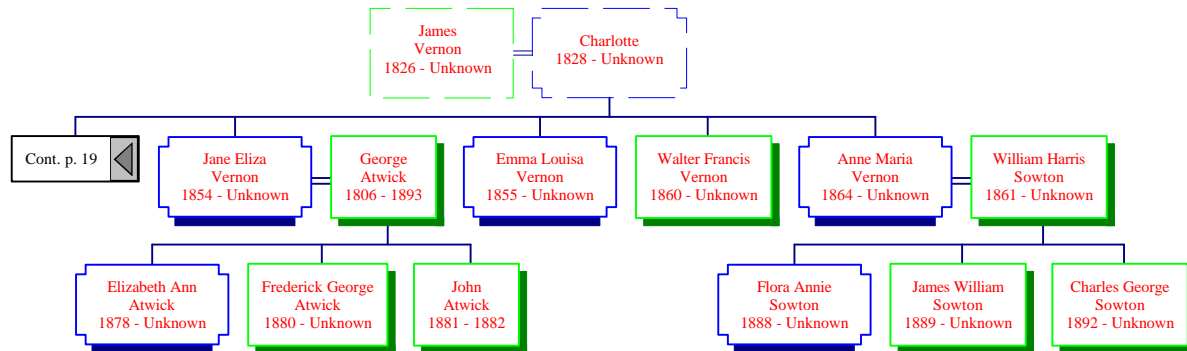 James
Vernon
1826 - Unknown
Charlotte
1828 - Unknown
Cont. p. 19
Jane Eliza
Vernon
1854 - Unknown
George
Atwick
1806 - 1893
Emma Louisa
Vernon
1855 - Unknown
Walter Francis
Vernon
1860 - Unknown
Anne Maria
Vernon
1864 - Unknown
William Harris
Sowton
1861 - Unknown
Elizabeth Ann
Atwick
1878 - Unknown
Frederick George
Atwick
1880 - Unknown
John
Atwick
1881 - 1882
Flora Annie
Sowton
1888 - Unknown
James William
Sowton
1889 - Unknown
Charles George
Sowton
1892 - Unknown